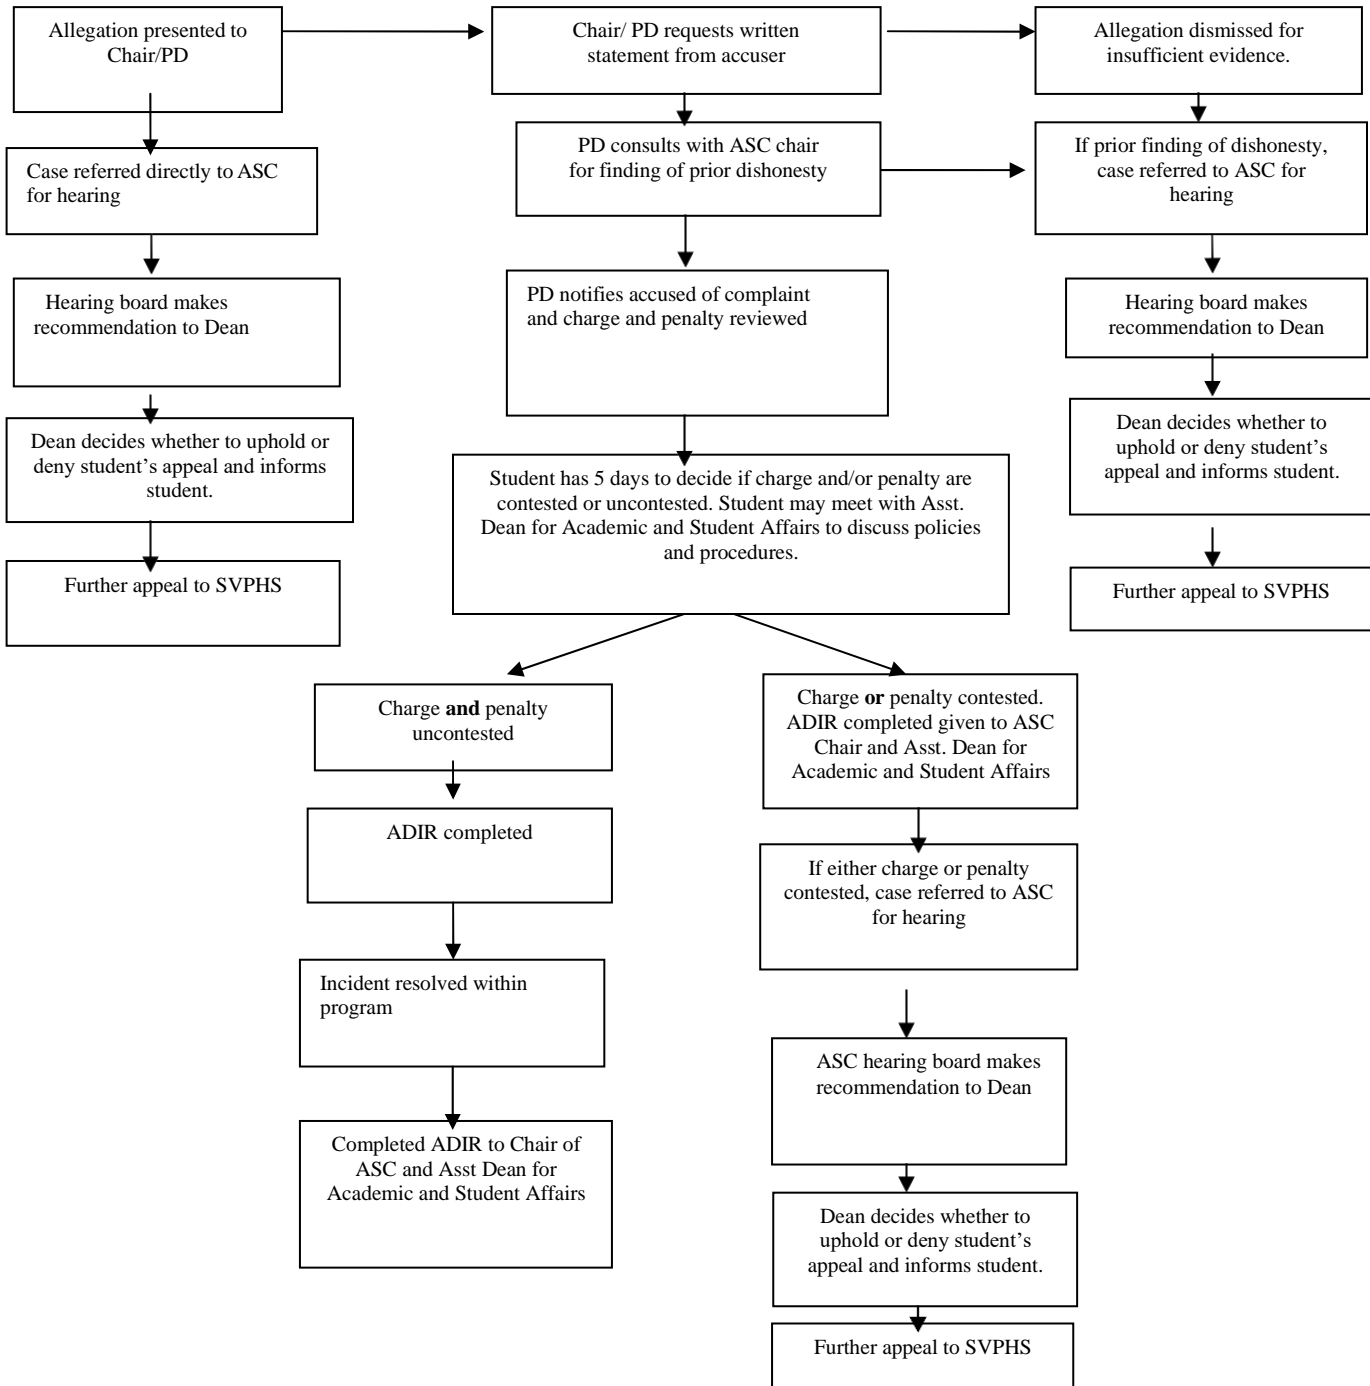 Allegation presented to
Chair/PD
Chair/ PD requests written
statement from accuser
Allegation dismissed for
insufficient evidence.
Case referred directly to ASC
for hearing
PD consults with ASC chair
for finding of prior dishonesty
If prior finding of dishonesty,
case referred to ASC for
hearing
Hearing board makes
recommendation to Dean
PD notifies accused of complaint
and charge and penalty reviewed
Hearing board makes
recommendation to Dean
Dean decides whether to uphold or
deny student’s appeal and informs
student.
Student has 5 days to decide if charge and/or penalty are
contested or uncontested. Student may meet with Asst.
Dean for Academic and Student Affairs to discuss policies
and procedures.
Dean decides whether to
uphold or deny student’s
appeal and informs student.
Further appeal to SVPHS
Further appeal to SVPHS
Charge and penalty
uncontested
Charge or penalty contested.
ADIR completed given to ASC
Chair and Asst. Dean for
Academic and Student Affairs
ADIR completed
If either charge or penalty
contested, case referred to ASC
for hearing
Incident resolved within
program
ASC hearing board makes
recommendation to Dean
Completed ADIR to Chair of
ASC and Asst Dean for
Academic and Student Affairs
Dean decides whether to
uphold or deny student’s
appeal and informs student.
Further appeal to SVPHS